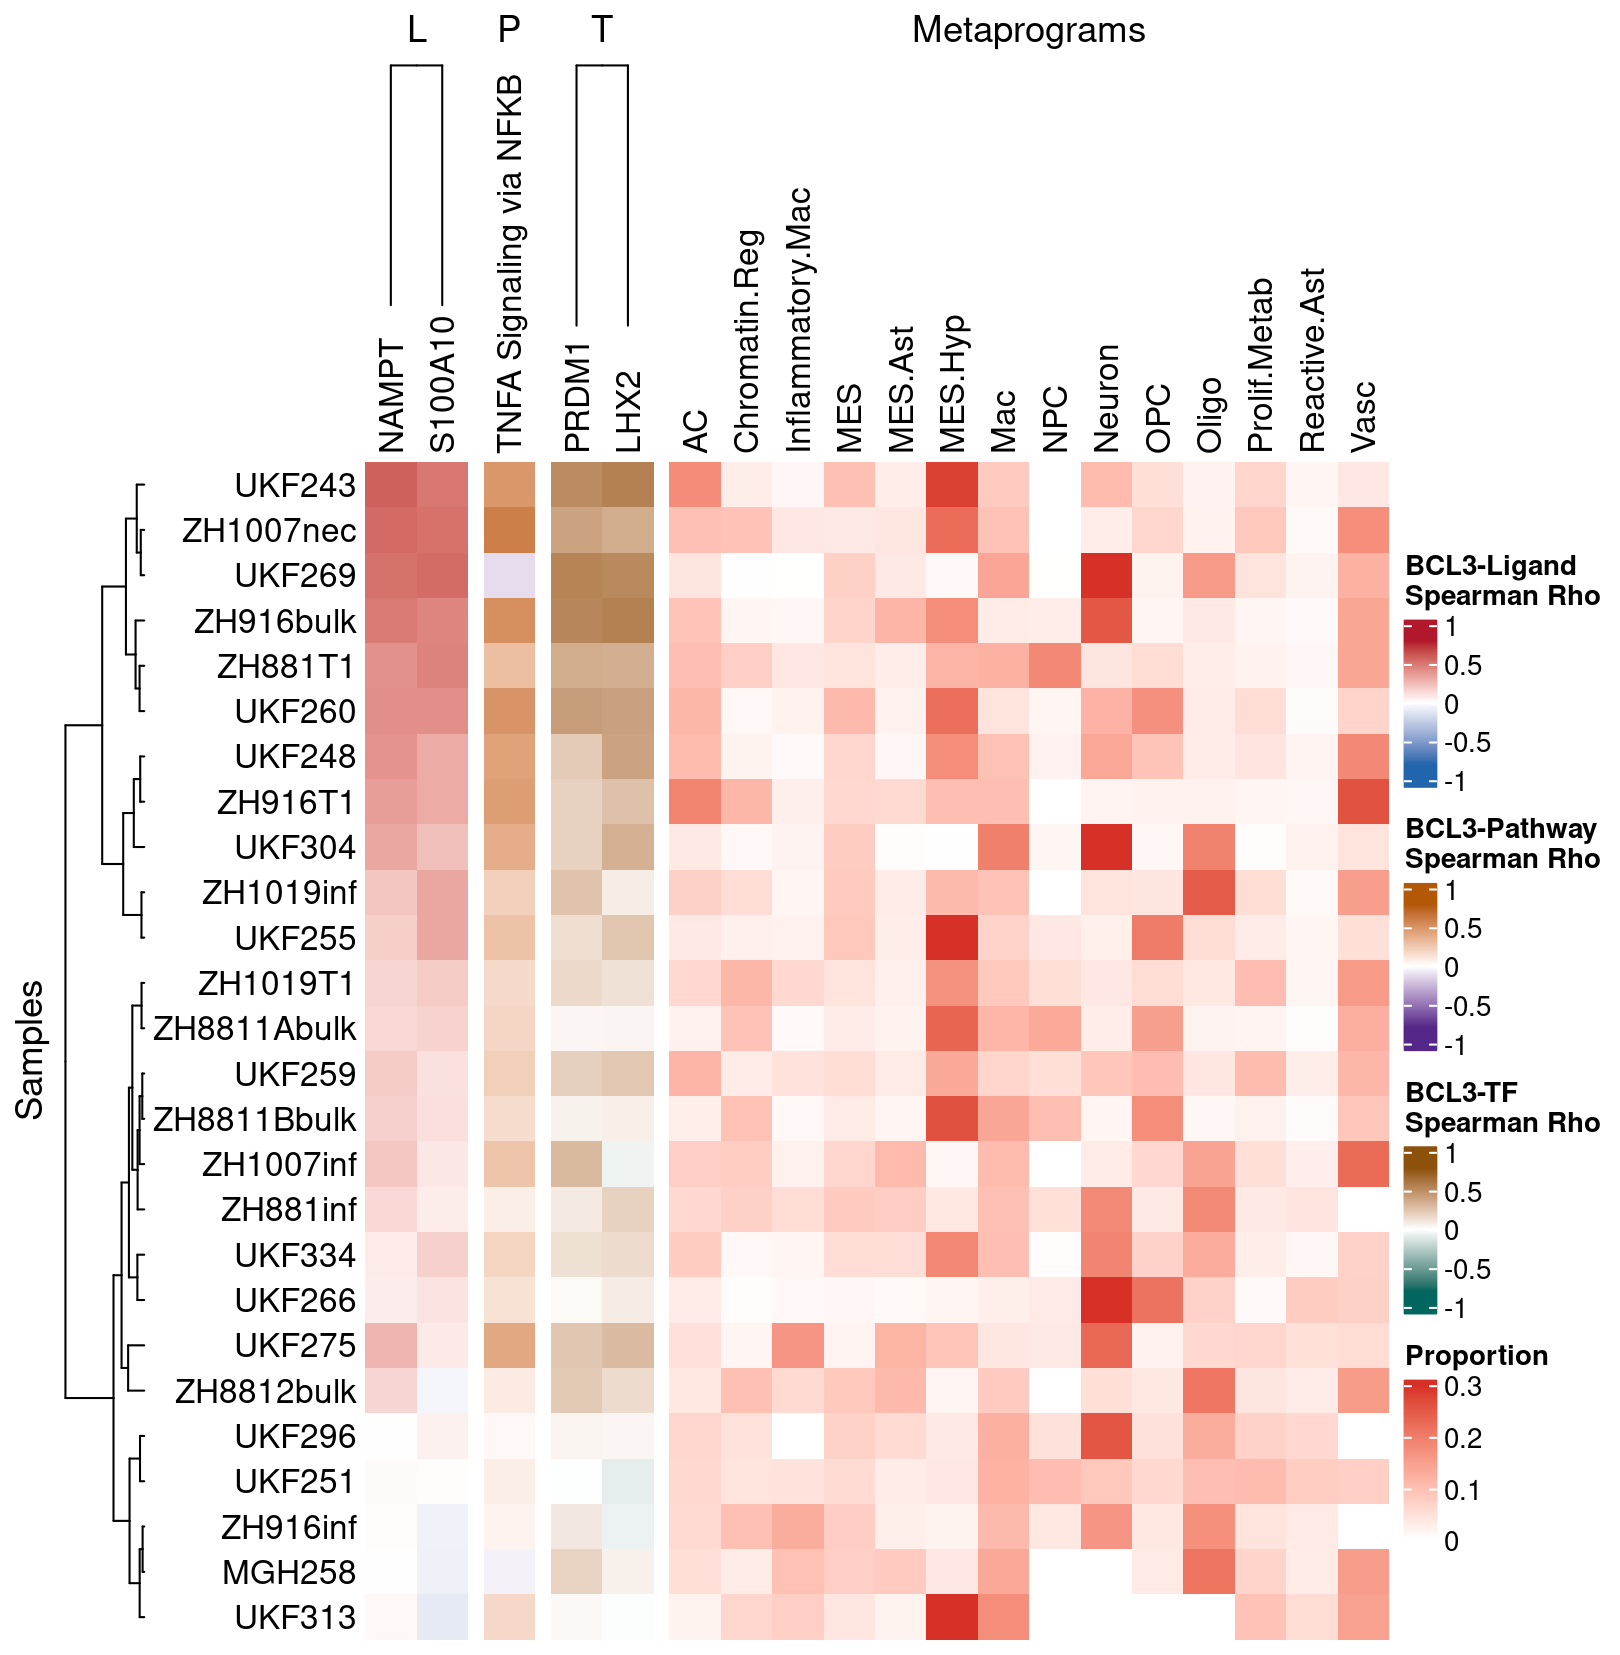 L P T Metaprograms
NAMPT
S100A10
TNFA Signaling via NFKB
PRDM1
LHX2
AC
Chromatin.Reg
Inflammatory.Mac
MES
MES.Ast
MES.Hyp
Mac
NPC
Neuron
OPC
Oligo
Prolif.Metab
Reactive.Ast
Vasc
Samples
UKF243
ZH1007nec
UKF269
ZH916bulk
ZH881T1
UKF260
UKF248
ZH916T1
UKF304
ZH1019inf
UKF255
ZH1019T1
ZH8811Abulk
UKF259
ZH8811Bbulk
ZH1007inf
ZH881inf
UKF334
UKF266
UKF275
ZH8812bulk
UKF296
UKF251
ZH916inf
MGH258
UKF313
BCL3-Ligand
Spearman Rho
1
0.5
0
-0.5
-1
BCL3-Pathway
Spearman Rho
1
0.5
0
-0.5
-1
BCL3-TF
Spearman Rho
1
0.5
0
-0.5
-1
Proportion
0.3
0.2
0.1
0